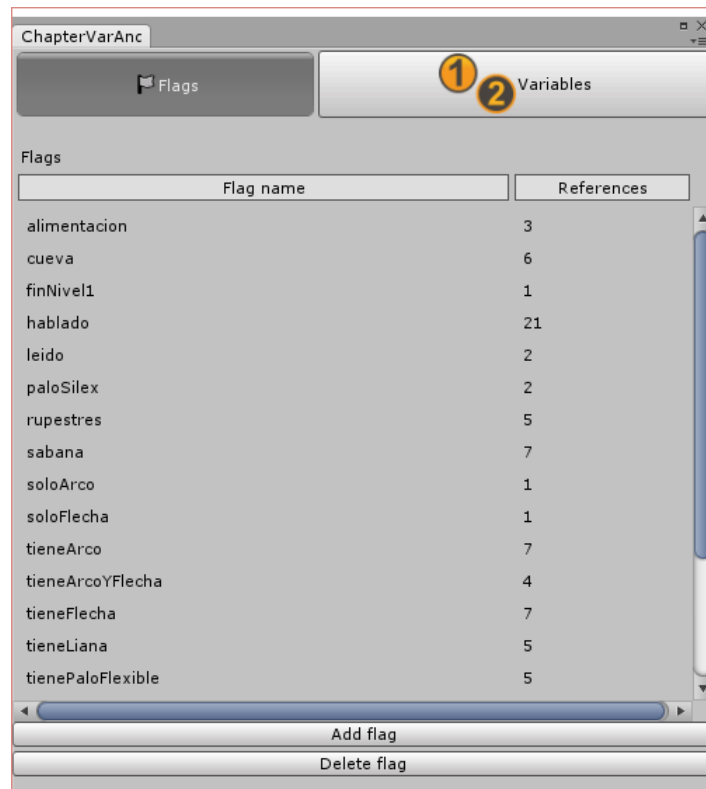 ChapterVarAnc
Flags
1 2 Variables
Flags
Flag name References
alimentacion 3
cueva 6
finNivel1 1
hablado 21
leido 2
paloSilex 2
rupestres 5
sabana 7
soloArco 1
soloFlecha 1
tieneArco 7
tieneArcoYFlecha 4
tieneFlecha 7
tieneLiana 5
tienePaloFlexible 5
Add flag
Delete flag